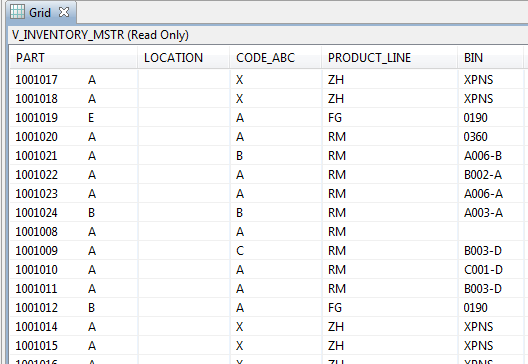 Grid
V_INVENTORY_MSTR (Read Only)
PART LOCATION CODE_ABC PRODUCT_LINE BIN
1001017 A X ZH XPNS
1001018 A X ZH XPNS
1001019 E A FG 0190
1001020 A A RM 0360
1001021 A B RM A006-B
1001022 A A RM B002-A
1001023 A A RM A006-A
1001024 B B RM A003-A
1001008 A A RM
1001009 A C RM B003-D
1001010 A A RM C001-D
1001011 A A RM B003-D
1001012 B A FG 0190
1001014 A X ZH XPNS
1001015 A X ZH XPNS
1001016 A X ZH XPNS